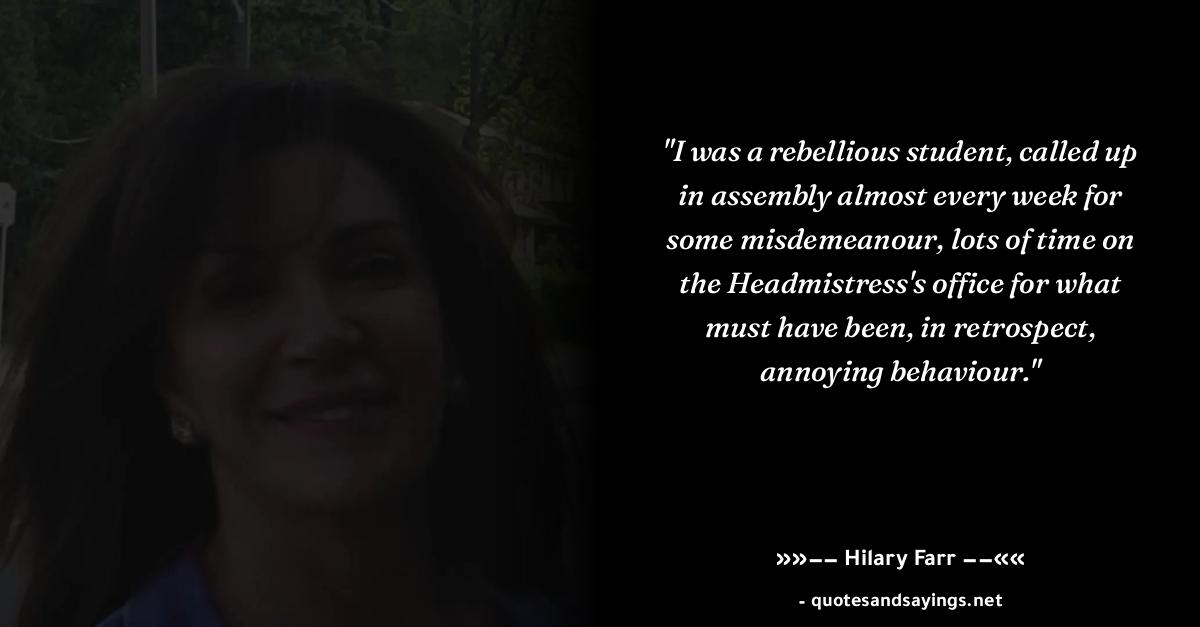 "I was a rebellious student, called up
in assembly almost every week for
some misdemeanour, lots of time on
the Headmistress's office for what
must have been, in retrospect,
annoying behaviour."
»»—— Hilary Farr ——««
- quotesandsayings.net